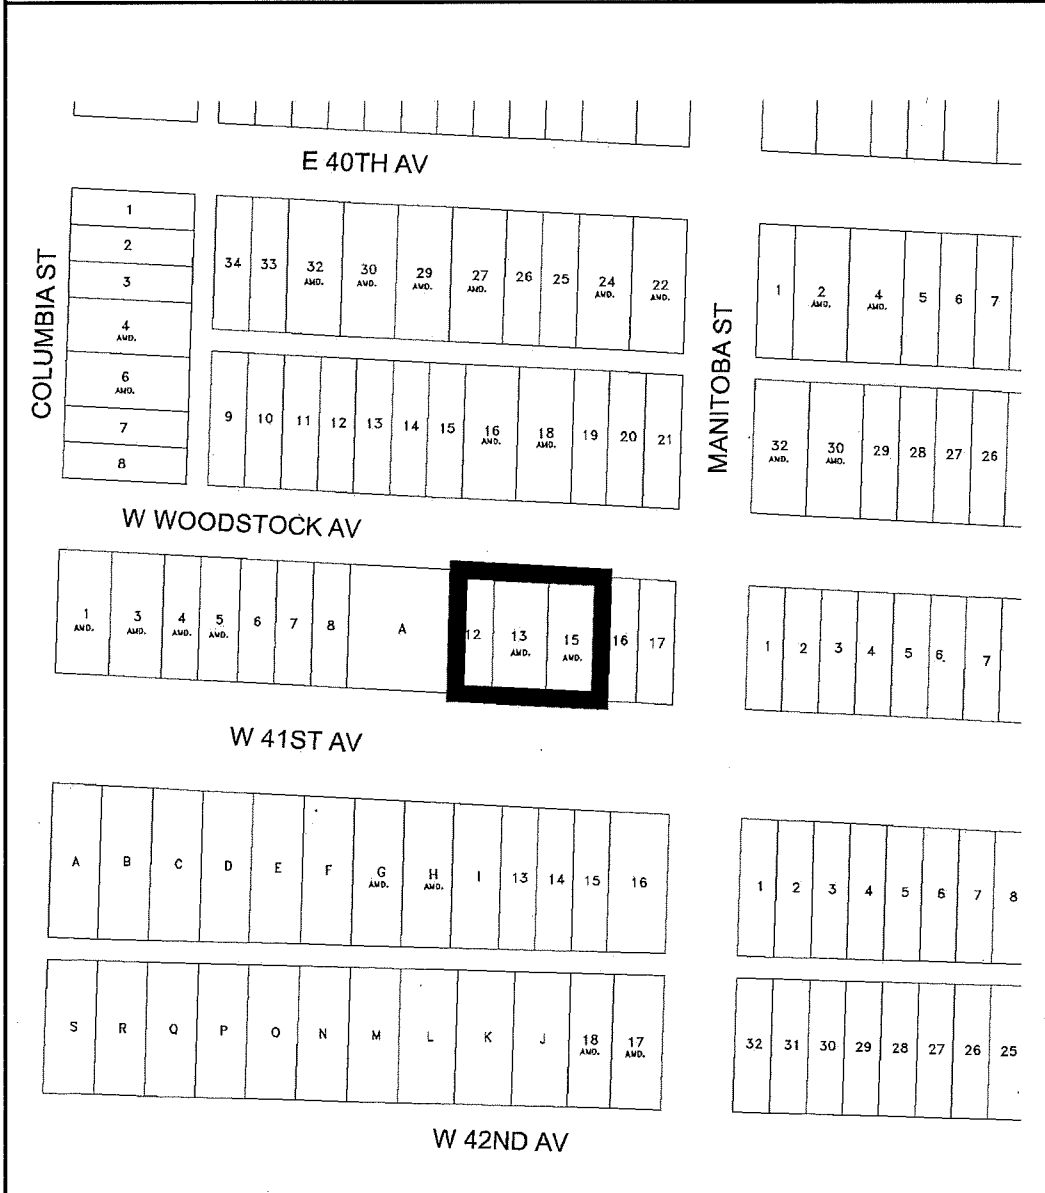 E 40TH AV
COLUMBIA ST
1
2
3
4
AMD.
6
AMD.
7
8
34 33 32 30 29 27 26 25 24 22
AMD. AMD. AMD. AMD. AMD. AMD.
9 10 11 12 13 14 15 16 18 19 20 21
AMD. AMD.
MANITOBA ST
1 2 4 5 6 7
AMD. AMD.
32 30 29 28 27 26
AMD. AMD.
W WOODSTOCK AV
1 3 4 5 6 7 8 A 12 13 15 16 17
AMD. AMD. AMD. AMD. AMD. AMD.
1 2 3 4 5 6. 7
W 41ST AV
A B C D E F G H I 13 14 15 16
AMD. AMD.
1 2 3 4 5 6 7 8
S R Q P O N M L K J 18 17
AMD. AMD.
32 31 30 29 28 27 26 25
W 42ND AV